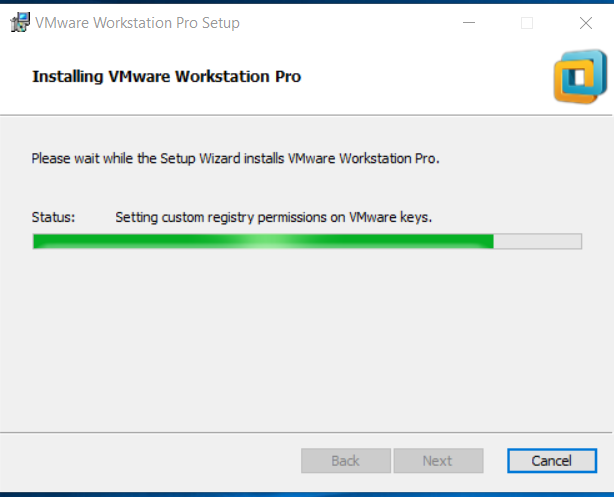 VMware Workstation Pro Setup
Installing VMware Workstation Pro
Please wait while the Setup Wizard installs VMware Workstation Pro.
Status: Setting custom registry permissions on VMware keys.
Back Next Cancel